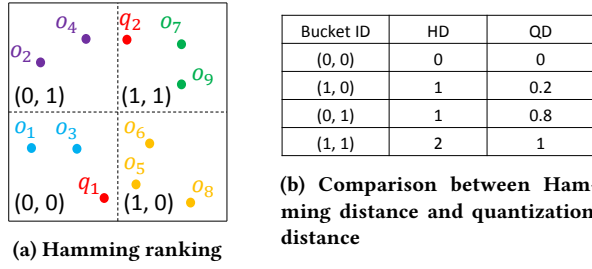 o4 q2 o7
o2
o9
(0, 1) (1, 1)
o1 o3 o6
o5
q1 o8
(0, 0) (1, 0)
(a) Hamming ranking
Bucket ID HD QD
(0, 0) 0 0
(1, 0) 1 0.2
(0, 1) 1 0.8
(1, 1) 2 1
(b) Comparison between Ham-
ming distance and quantization
distance